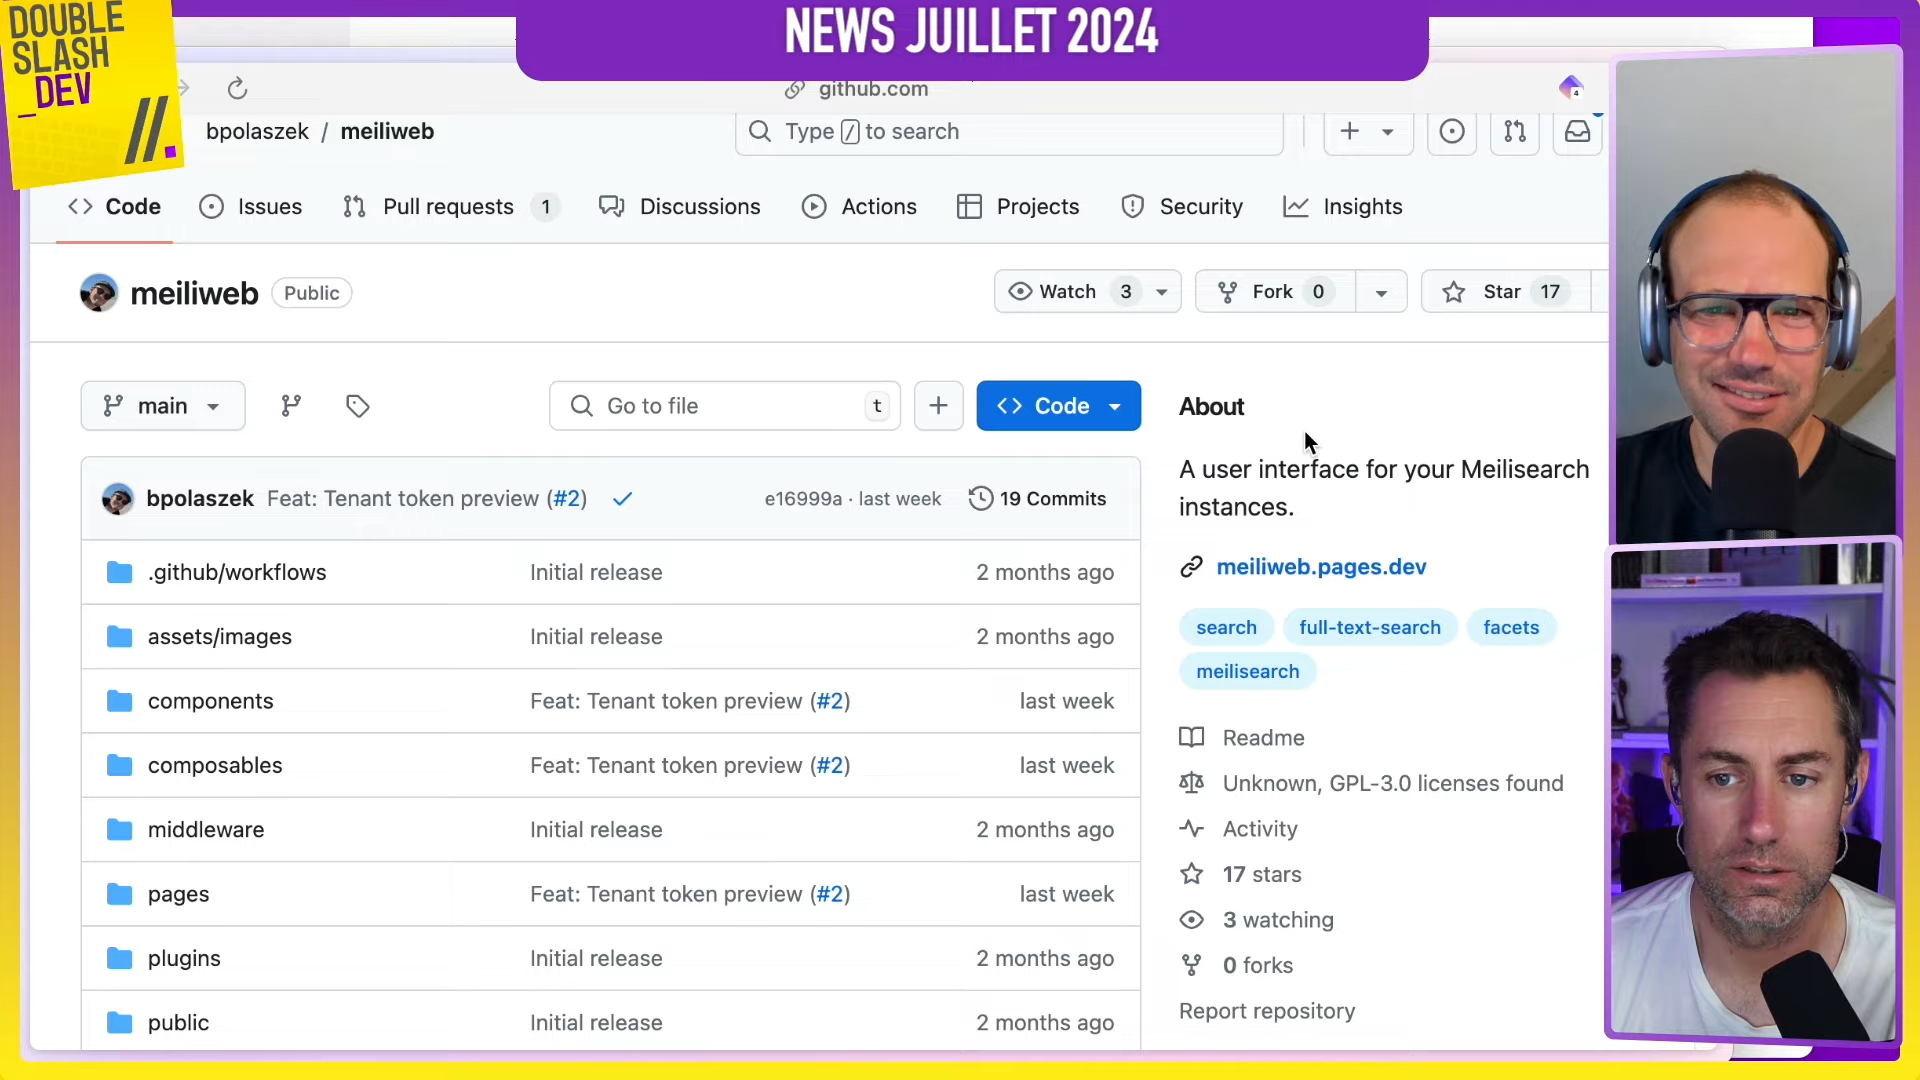 DOUBLE
SLASH
_DEV
//.
NEWS JUILLET 2024
github.com
4
bpolaszek / meiliweb
Type / to search
Code
Issues
Pull requests 1
Discussions
Actions
Projects
Security
Insights
meiliweb Public
Watch 3
Fork 0
Star 17
main
Go to file t
Code
bpolaszek Feat: Tenant token preview (#2) e16999a · last week 19 Commits
.github/workflows Initial release 2 months ago
assets/images Initial release 2 months ago
components Feat: Tenant token preview (#2) last week
composables Feat: Tenant token preview (#2) last week
middleware Initial release 2 months ago
pages Feat: Tenant token preview (#2) last week
plugins Initial release 2 months ago
public Initial release 2 months ago
About
A user interface for your Meilisearch
instances.
meiliweb.pages.dev
search full-text-search facets
meilisearch
Readme
Unknown, GPL-3.0 licenses found
Activity
17 stars
3 watching
0 forks
Report repository